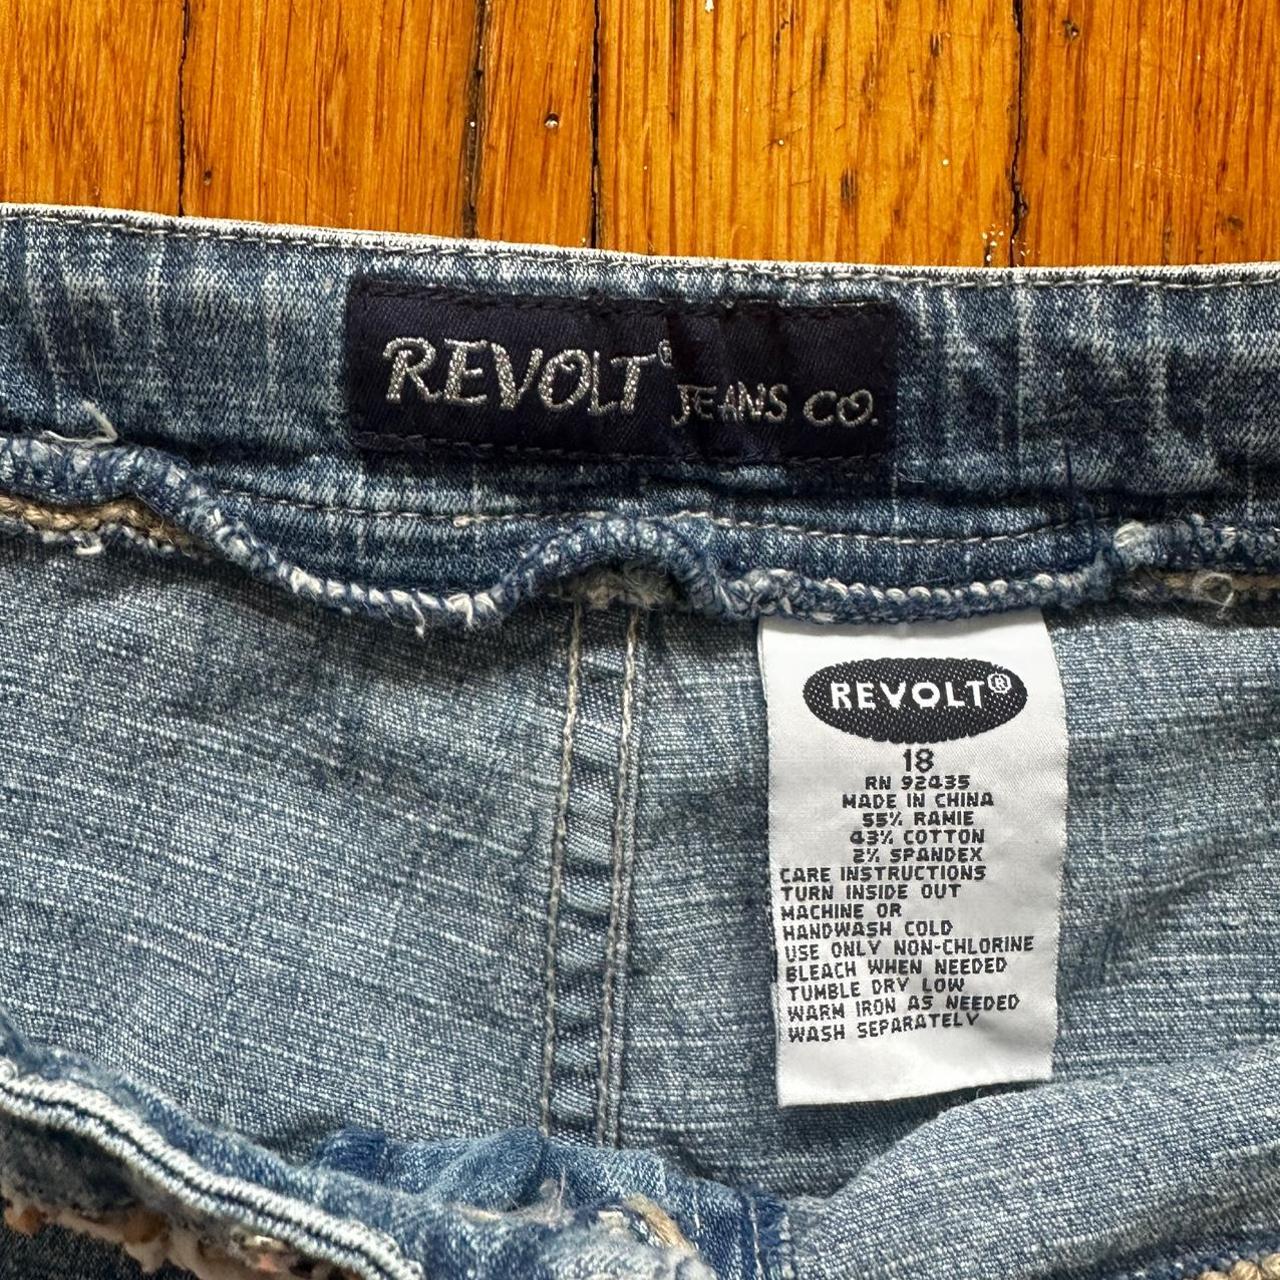 REVOLT® JEANS CO.
REVOLT®
18
RN 92435
MADE IN CHINA
55% RAMIE
43% COTTON
2% SPANDEX
CARE INSTRUCTIONS
TURN INSIDE OUT
MACHINE OR
HANDWASH COLD
USE ONLY NON-CHLORINE
BLEACH WHEN NEEDED
TUMBLE DRY LOW
WARM IRON AS NEEDED
WASH SEPARATELY